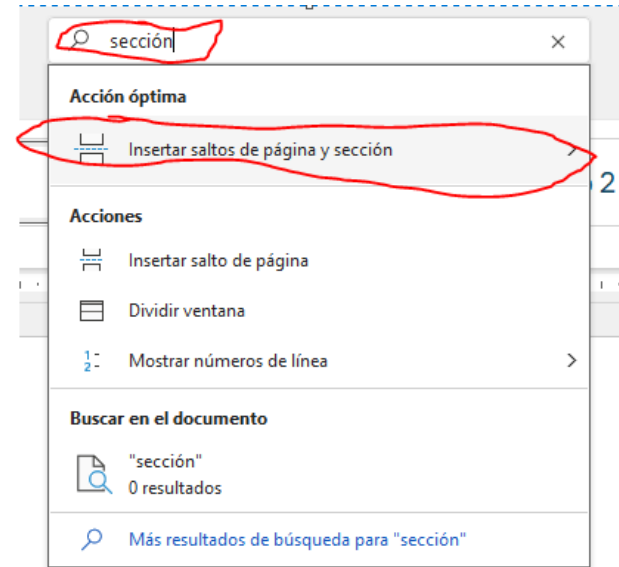 sección
Acción óptima
Insertar saltos de página y sección
2
Acciones
Insertar salto de página
Dividir ventana
Mostrar números de línea
Buscar en el documento
"sección"
0 resultados
Más resultados de búsqueda para "sección"